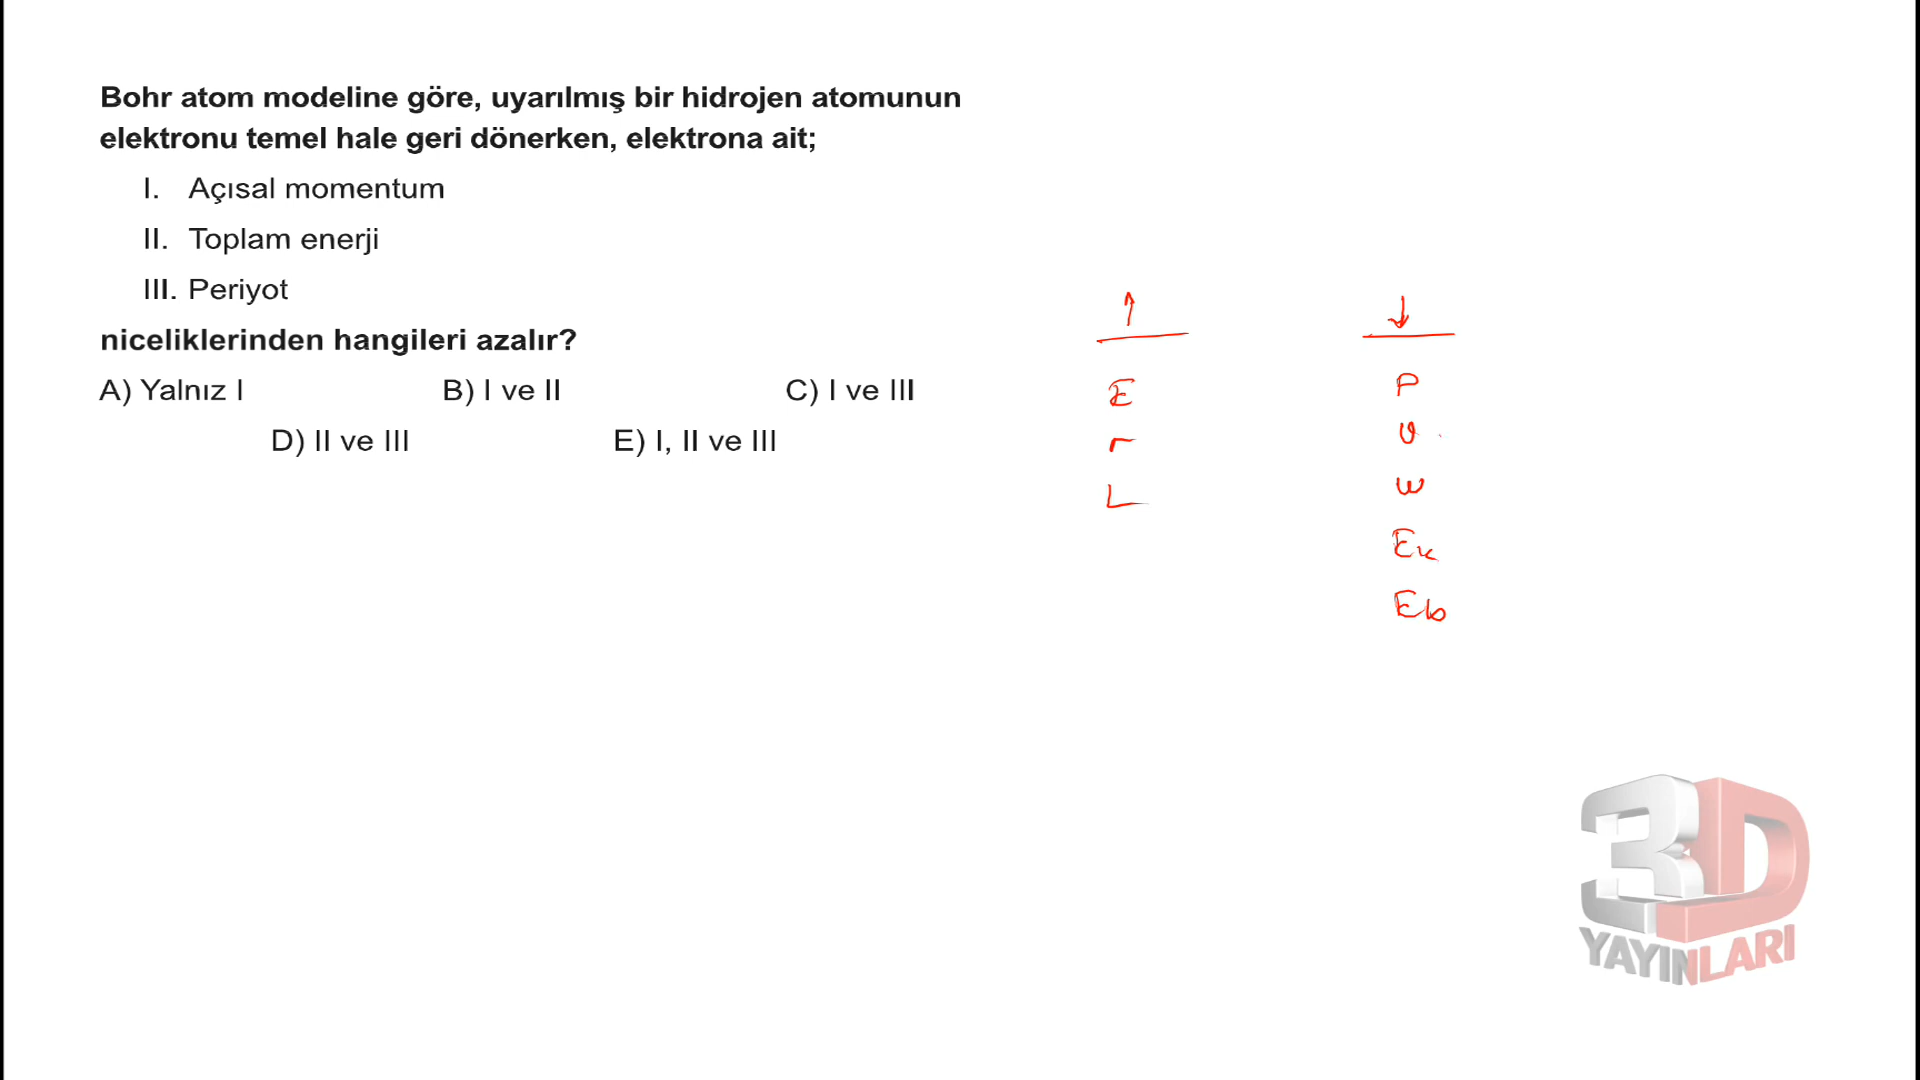 Bohr atom modeline göre, uyarılmış bir hidrojen atomunun
elektronu temel hale geri dönerken, elektrona ait;
I. Açısal momentum
II. Toplam enerji
III. Periyot
niceliklerinden hangileri azalır?
A) Yalnız I B) I ve II C) I ve III
D) II ve III E) I, II ve III
↑ ↓
E P
r ϑ
L w
Ek
Eb
3D
YAYINLARI